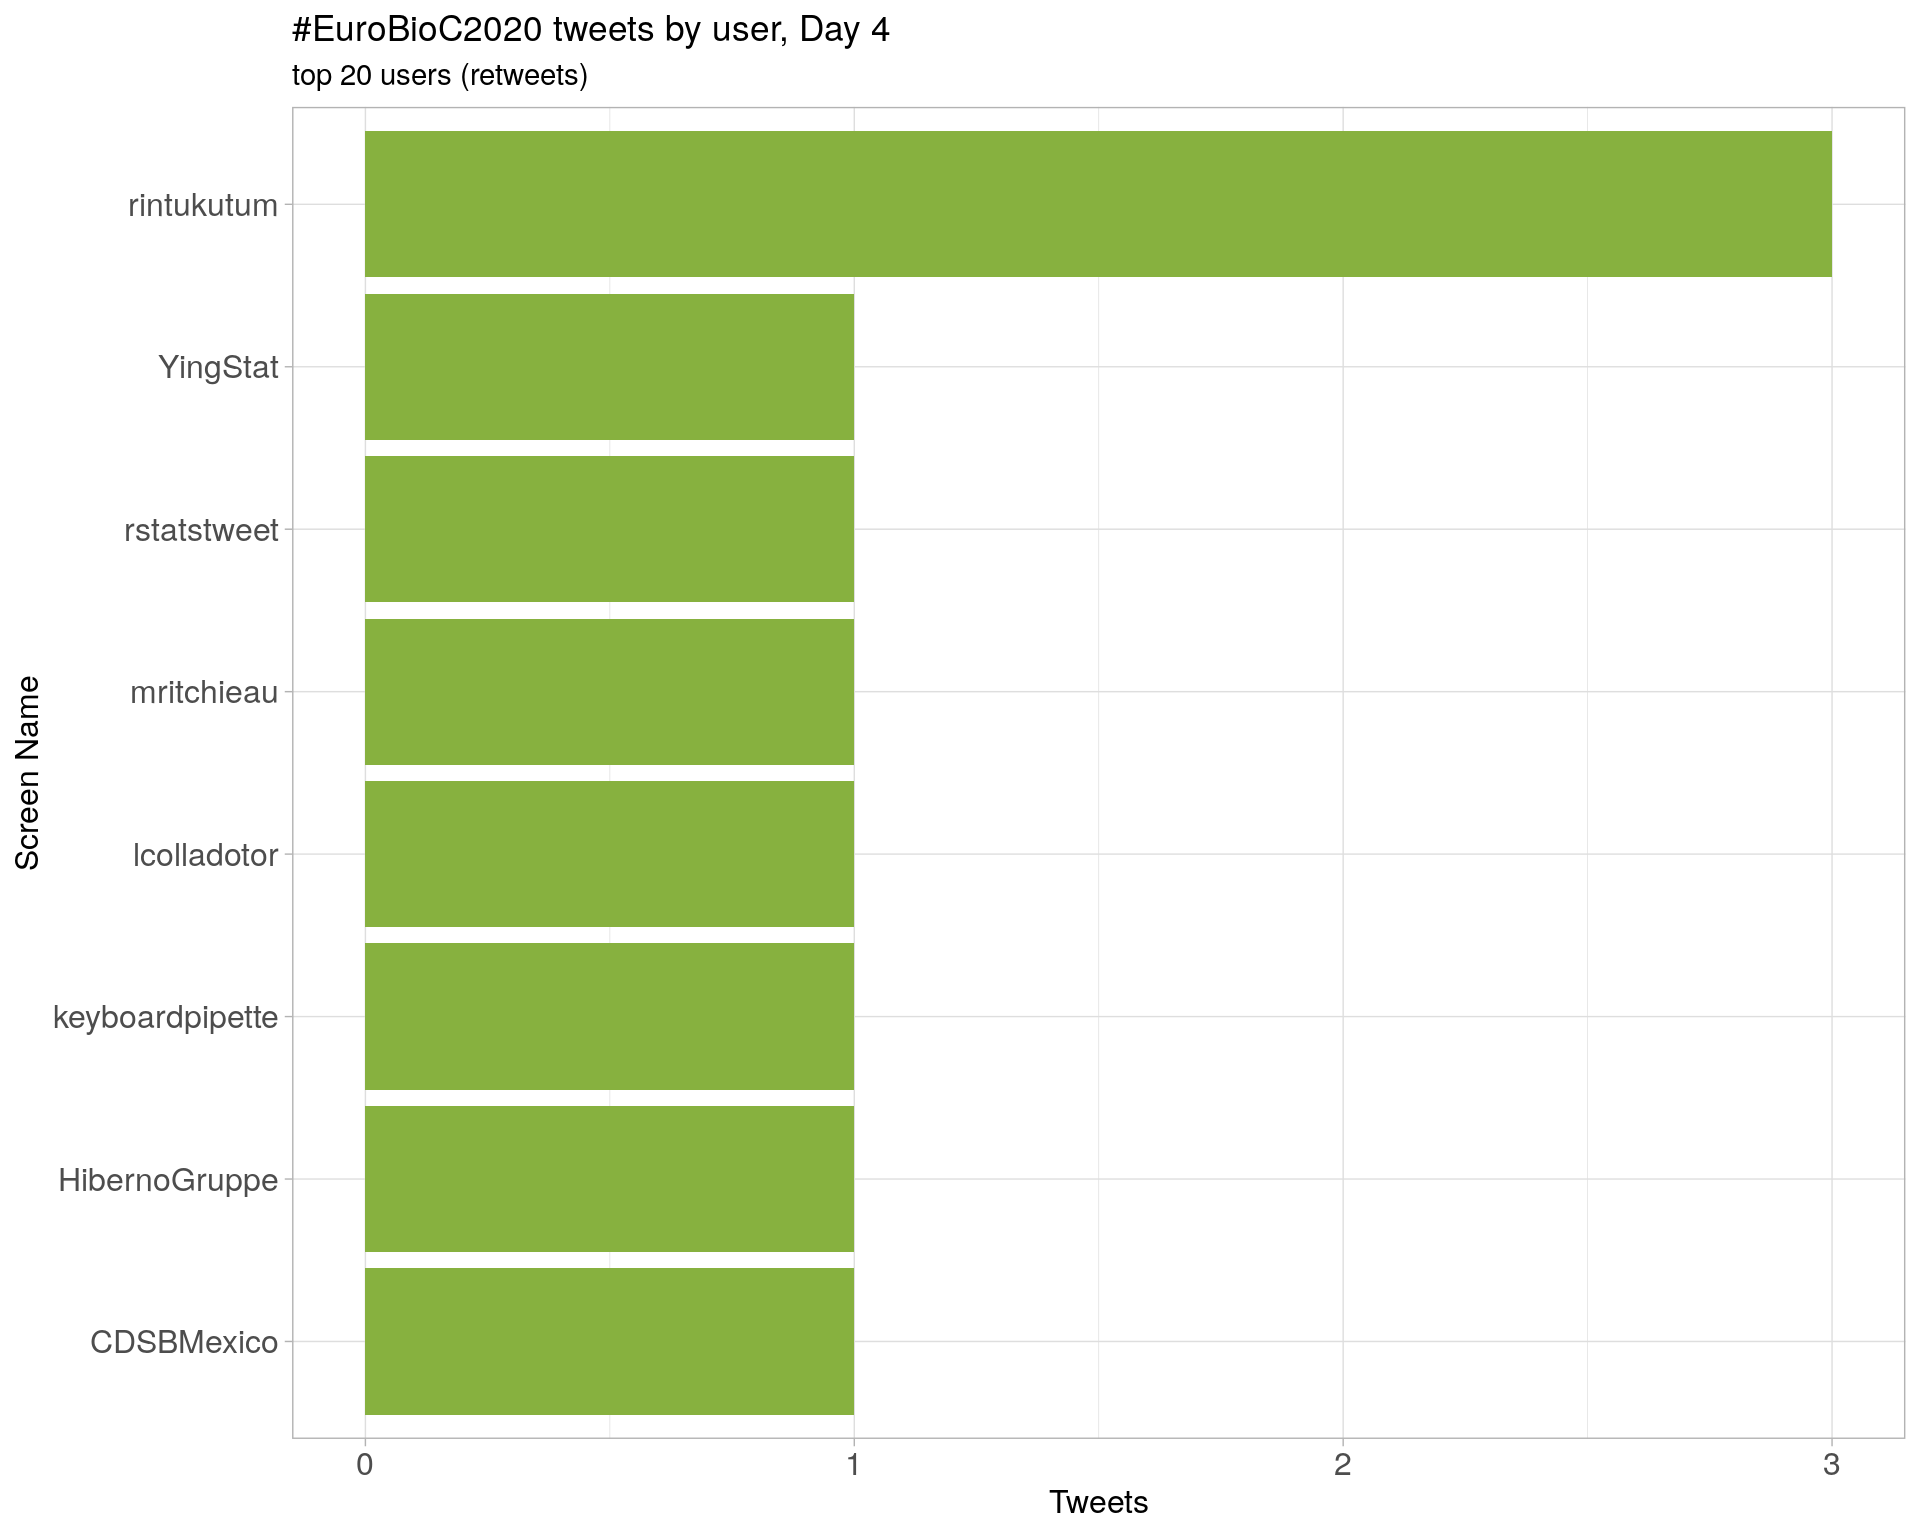 #EuroBioC2020 tweets by user, Day 4
top 20 users (retweets)
rintukutum
YingStat
rstatstweet
mritchieau
lcolladotor
keyboardpipette
HibernoGruppe
CDSBMexico
Screen Name
0 1 2 3
Tweets